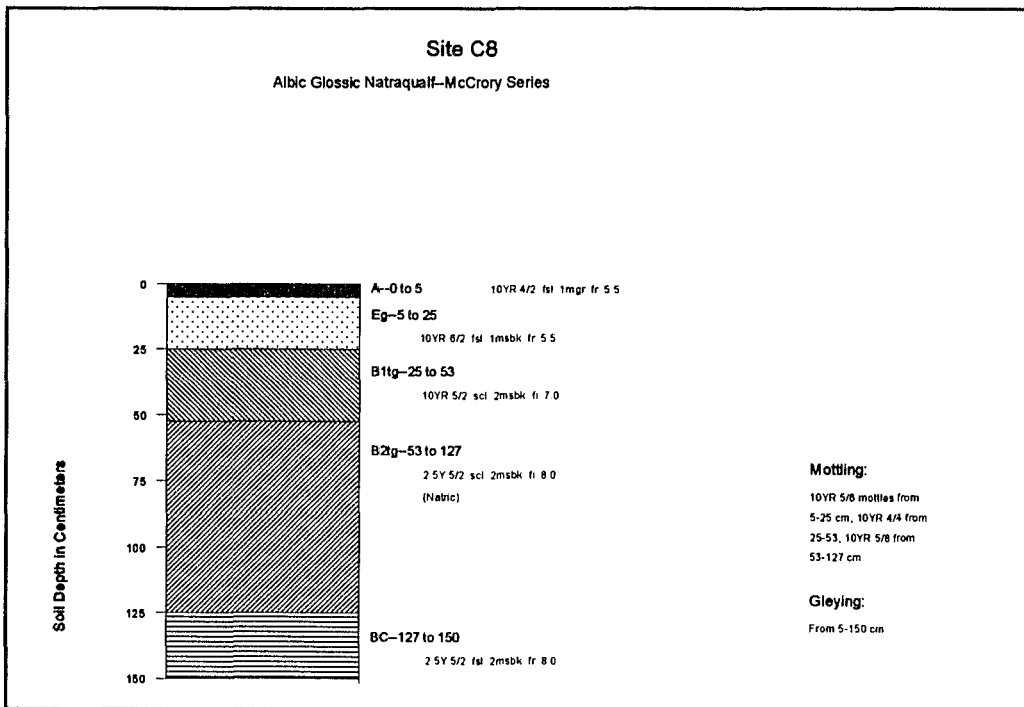 Site C8
Albic Glossic Natraqualf--McCrory Series
Soil Depth in Centimeters
0
25
50
75
100
125
150
A--0 to 5
10YR 4/2 fsl 1mgr fr 5.5
Eg--5 to 25
10YR 6/2 fsl 1msbk fr 5.5
B1tg--25 to 53
10YR 5/2 scl 2msbk fi 7.0
B2tg--53 to 127
2.5Y 5/2 scl 2msbk fi 8.0
(Natric)
BC--127 to 150
2.5Y 5/2 fsl 2msbk fr 8.0
Mottling:
10YR 5/6 mottles from
5-25 cm, 10YR 4/4 from
25-53, 10YR 5/6 from
53-127 cm
Gleying:
From 5-150 cm